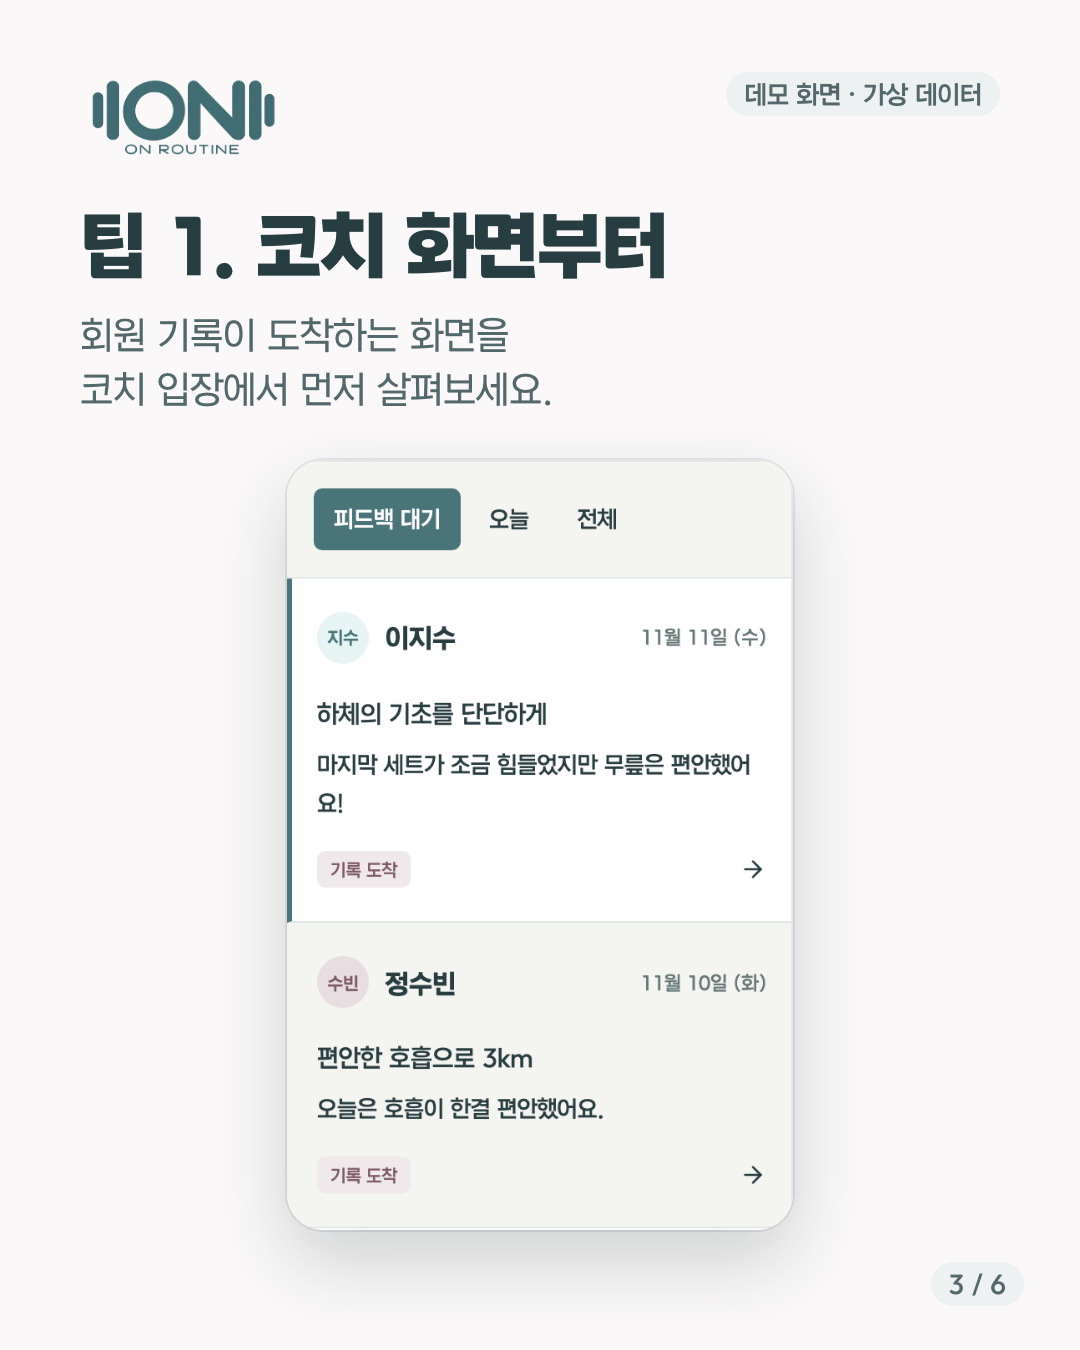 ION
ON ROUTINE
데모 화면 · 가상 데이터
팁 1. 코치 화면부터
회원 기록이 도착하는 화면을
코치 입장에서 먼저 살펴보세요.
피드백 대기 오늘 전체
지수 이지수 11월 11일 (수)
하체의 기초를 단단하게
마지막 세트가 조금 힘들었지만 무릎은 편안했어
요!
기록 도착 →
수빈 정수빈 11월 10일 (화)
편안한 호흡으로 3km
오늘은 호흡이 한결 편안했어요.
기록 도착 →
3 / 6